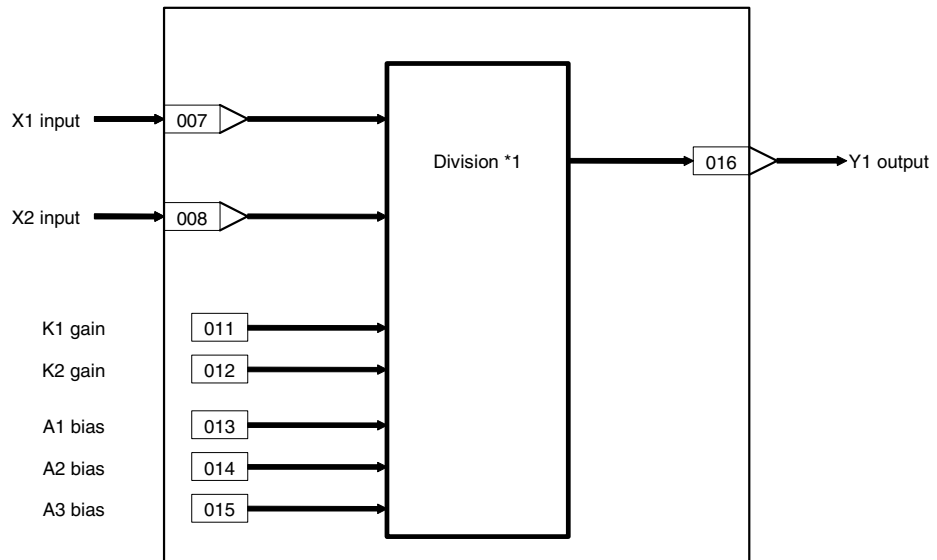 X1 input 007
Division *1
016 Y1 output
X2 input 008
K1 gain 011
K2 gain 012
A1 bias 013
A2 bias 014
A3 bias 015